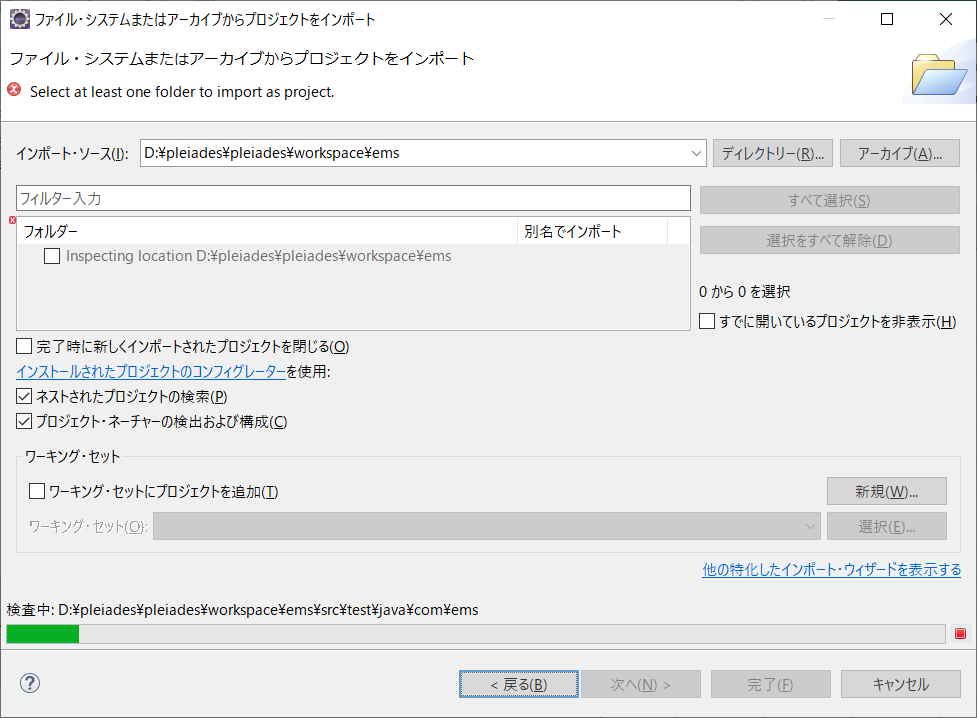 ファイル・システムまたはアーカイブからプロジェクトをインポート
ファイル・システムまたはアーカイブからプロジェクトをインポート
Select at least one folder to import as project.
インポート・ソース(I): D:¥pleiades¥pleiades¥workspace¥ems ディレクトリー(R)... アーカイブ(A)...
フィルター入力 すべて選択(S)
フォルダー 別名でインポート
選択をすべて解除(D)
Inspecting location D:¥pleiades¥pleiades¥workspace¥ems
0 から 0 を選択
すでに開いているプロジェクトを非表示(H)
完了時に新しくインポートされたプロジェクトを閉じる(O)
インストールされたプロジェクトのコンフィグレーターを使用:
ネストされたプロジェクトの検索(P)
プロジェクト・ネーチャーの検出および構成(C)
ワーキング・セット
ワーキング・セットにプロジェクトを追加(T) 新規(W)...
ワーキング・セット(O): 選択(E)...
他の特化したインポート・ウィザードを表示する
検査中: D:¥pleiades¥pleiades¥workspace¥ems¥src¥test¥java¥com¥ems
? < 戻る(B) 次へ(N) > 完了(F) キャンセル